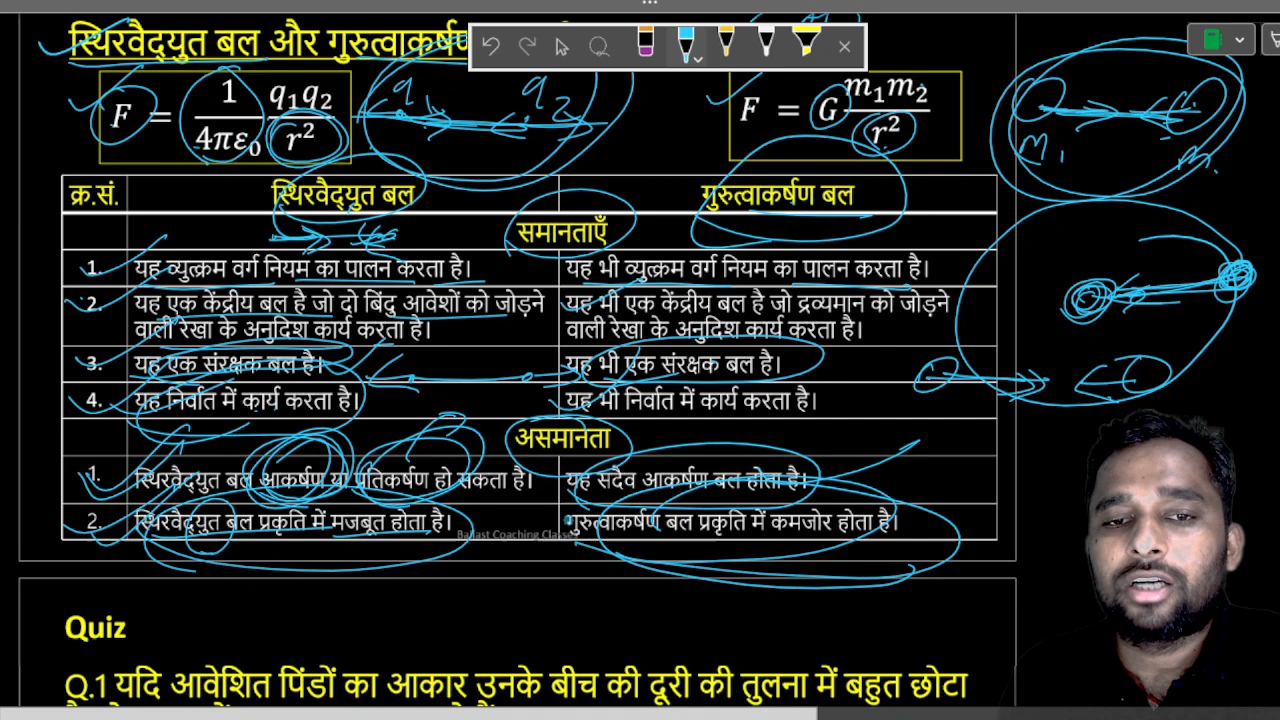 स्थिरवैद्युत बल और गुरुत्वाकर्षण
F = 1/4πε₀ q₁q₂/r²
q q₂
F = G m₁m₂/r²
M₁ m
क्र.सं. स्थिरवैद्युत बल गुरुत्वाकर्षण बल
समानताएँ
1. यह व्युत्क्रम वर्ग नियम का पालन करता है। यह भी व्युत्क्रम वर्ग नियम का पालन करता है।
2. यह एक केंद्रीय बल है जो दो बिंदु आवेशों को जोड़ने यह भी एक केंद्रीय बल है जो द्रव्यमान को जोड़ने
वाली रेखा के अनुदिश कार्य करता है। वाली रेखा के अनुदिश कार्य करता है।
3. यह एक संरक्षक बल है। यह भी एक संरक्षक बल है।
4. यह निर्वात में कार्य करता है। यह भी निर्वात में कार्य करता है।
असमानता
1. स्थिरवैद्युत बल आकर्षण या प्रतिकर्षण हो सकता है। यह सदैव आकर्षण बल होता है।
2. स्थिरवैद्युत बल प्रकृति में मजबूत होता है। गुरुत्वाकर्षण बल प्रकृति में कमजोर होता है।
Ballast Coaching Classes
Quiz
Q.1 यदि आवेशित पिंडों का आकार उनके बीच की दूरी की तुलना में बहुत छोटा